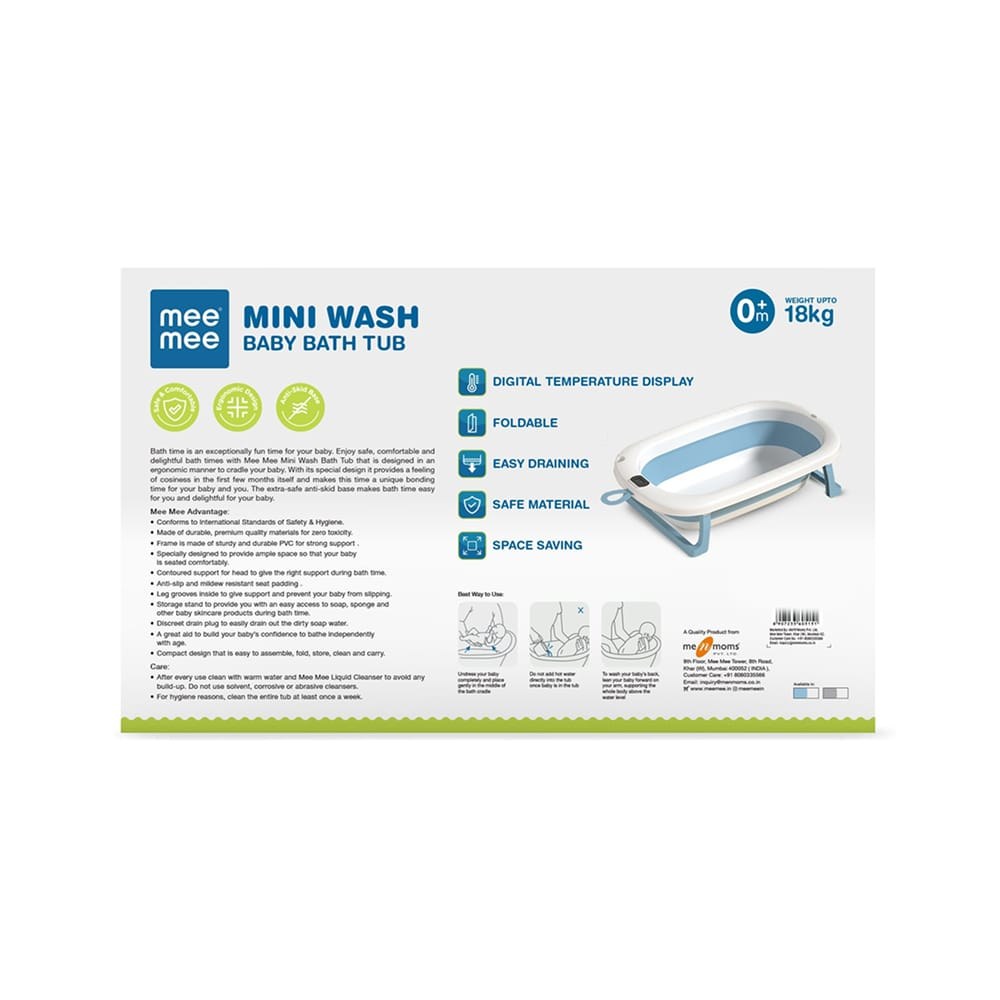 mee
mee
MINI WASH
BABY BATH TUB
0+m
WEIGHT UPTO
18kg
Safe & Comfortable
Ergonomic Design
Anti-Skid Base
Bath time is an exceptionally fun time for your baby. Enjoy safe, comfortable and
delightful bath times with Mee Mee Mini Wash Bath Tub that is designed in an
ergonomic manner to cradle your baby. With its special design it provides a feeling
of cosiness in the first few months itself and makes this time a unique bonding
time for your baby and you. The extra-safe anti-skid base makes bath time easy
for you and delightful for your baby.
Mee Mee Advantage:
• Conforms to International Standards of Safety & Hygiene.
• Made of durable, premium quality materials for zero toxicity.
• Frame is made of sturdy and durable PVC for strong support .
• Specially designed to provide ample space so that your baby
is seated comfortably.
• Contoured support for head to give the right support during bath time.
• Anti-slip and mildew resistant seat padding .
• Leg grooves inside to give support and prevent your baby from slipping.
• Storage stand to provide you with an easy access to soap, sponge and
other baby skincare products during bath time.
• Discreet drain plug to easily drain out the dirty soap water.
• A great aid to build your baby's confidence to bathe independently
with age.
• Compact design that is easy to assemble, fold, store, clean and carry.
Care:
• After every use clean with warm water and Mee Mee Liquid Cleanser to avoid any
build-up. Do not use solvent, corrosive or abrasive cleansers.
• For hygiene reasons, clean the entire tub at least once a week.
DIGITAL TEMPERATURE DISPLAY
FOLDABLE
EASY DRAINING
SAFE MATERIAL
SPACE SAVING
Best Way to Use:
X
Undress your baby
completely and place
gently in the middle of
the bath cradle
Do not add hot water
directly into the tub
once baby is in the tub
To wash your baby's back,
lean your baby forward on
your arm, supporting the
whole body above the
water level
A Quality Product from
me n moms
PVT. LTD.
9th Floor, Mee Mee Tower, 8th Road,
Khar (W), Mumbai 400052 ( INDIA ),
Customer Care: +91 8080335566
Email: inquiry@menmoms.co.in
www.meemee.in meemeein
Available in: